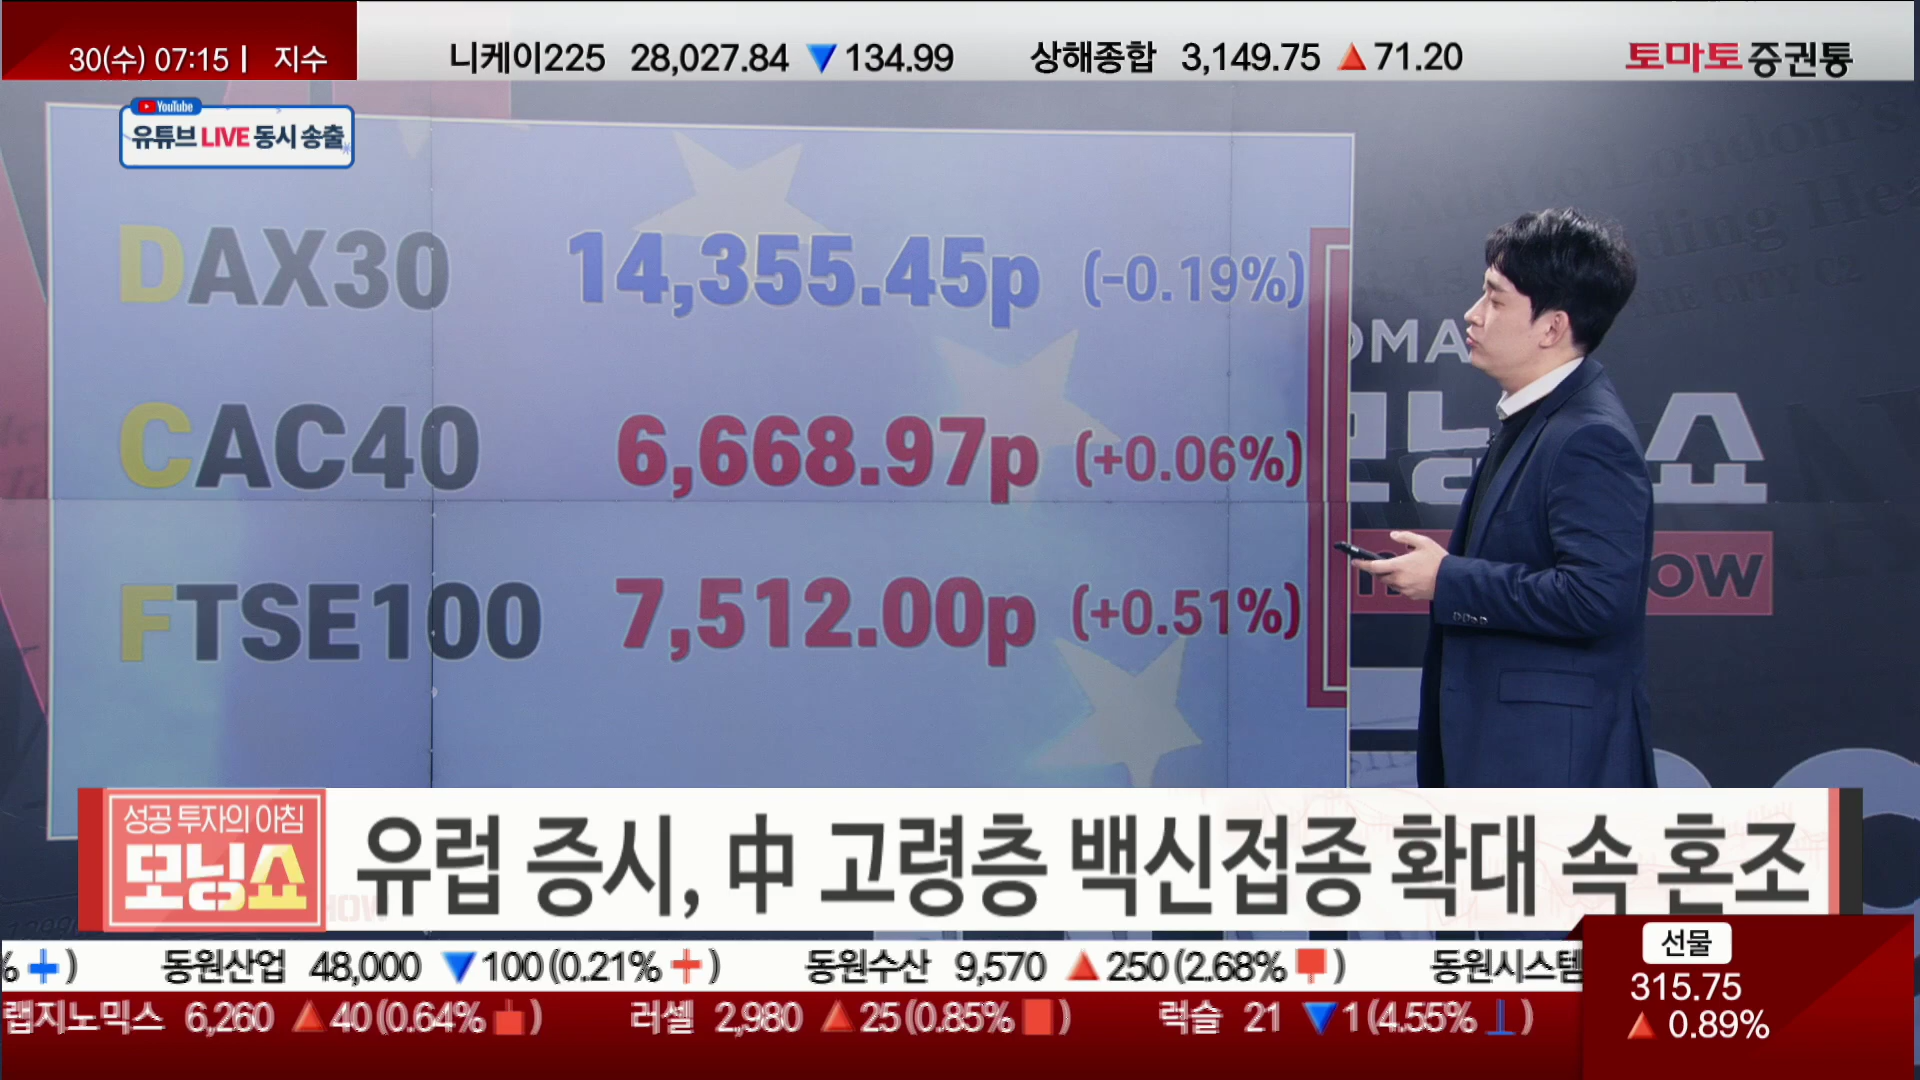 30(수) 07:15 | 지수
니케이225 28,027.84 ▼ 134.99 상해종합 3,149.75 ▲ 71.20
토마토증권통
YouTube
유튜브 LIVE 동시 송출
DAX30 14,355.45p (-0.19%)
CAC40 6,668.97p (+0.06%)
FTSE100 7,512.00p (+0.51%)
OMA
쇼
OW
성공 투자의 아침
모닝쇼
유럽 증시, 中 고령층 백신접종 확대 속 혼조
% ) 동원산업 48,000 ▼ 100(0.21% ) 동원수산 9,570 ▲ 250(2.68% ) 동원시스템
랩지노믹스 6,260 ▲ 40(0.64% ) 러셀 2,980 ▲ 25(0.85% ) 럭슬 21 ▼ 1(4.55% )
선물
315.75
▲ 0.89%